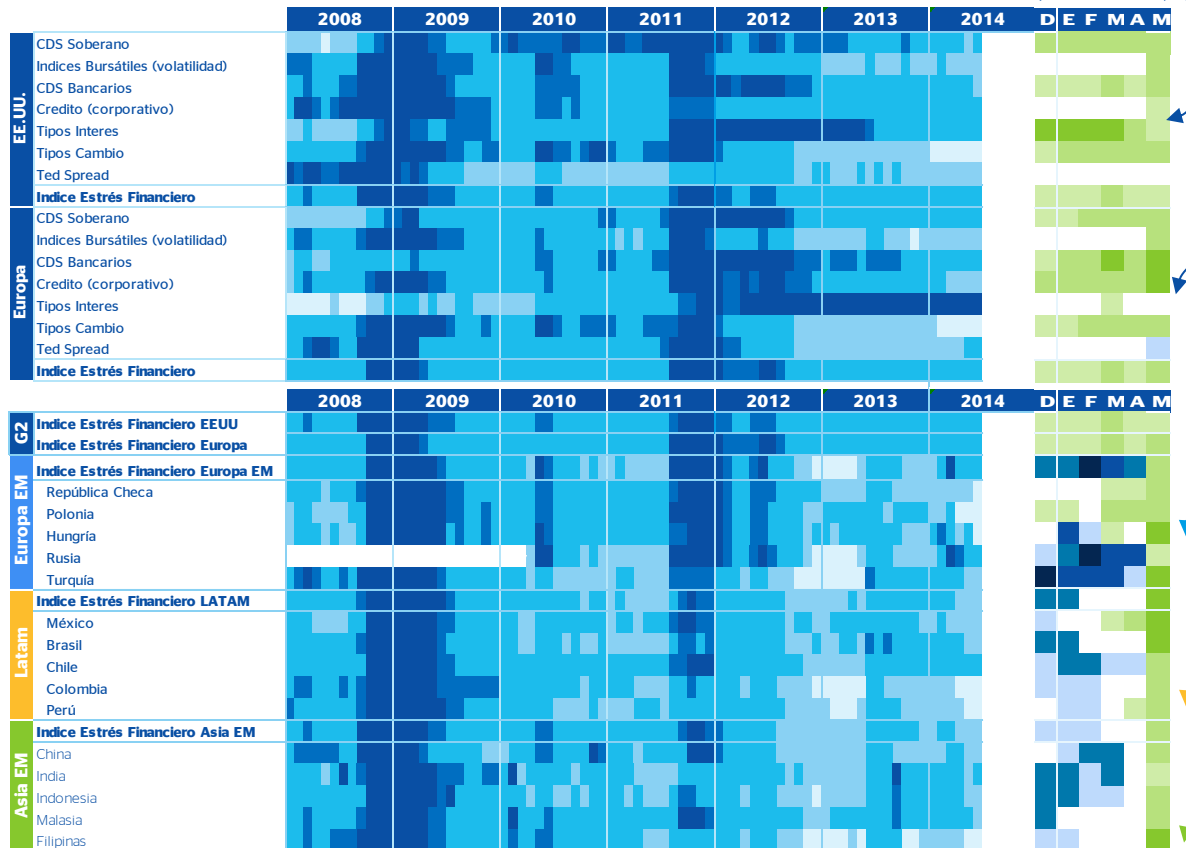 2008 2009 2010 2011 2012 2013 2014 D E F M A M
EE.UU.
CDS Soberano
Indices Bursátiles (volatilidad)
CDS Bancarios
Credito (corporativo)
Tipos Interes
Tipos Cambio
Ted Spread
Indice Estrés Financiero
Europa
CDS Soberano
Indices Bursátiles (volatilidad)
CDS Bancarios
Credito (corporativo)
Tipos Interes
Tipos Cambio
Ted Spread
Indice Estrés Financiero
2008 2009 2010 2011 2012 2013 2014 D E F M A M
G2
Indice Estrés Financiero EEUU
Indice Estrés Financiero Europa
Europa EM
Indice Estrés Financiero Europa EM
República Checa
Polonia
Hungría
Rusia
Turquía
Latam
Indice Estrés Financiero LATAM
México
Brasil
Chile
Colombia
Perú
Asia EM
Indice Estrés Financiero Asia EM
China
India
Indonesia
Malasia
Filipinas